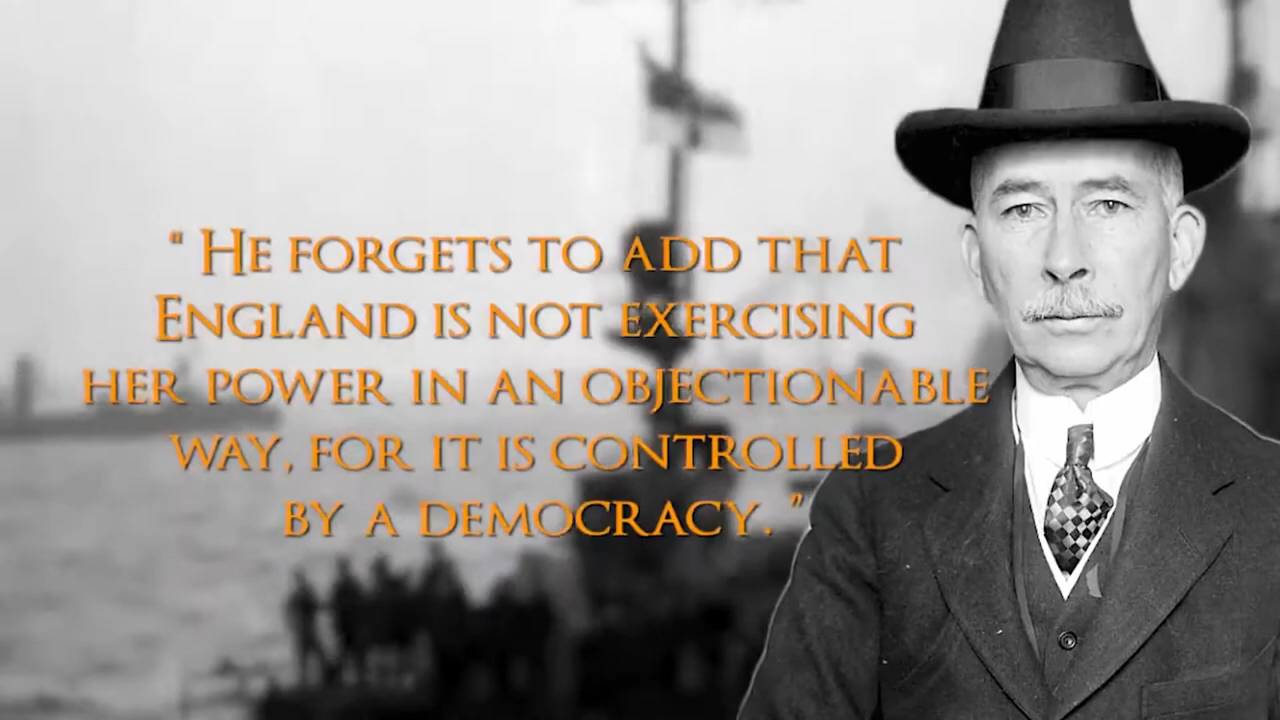 " He forgets to add that
England is not exercising
her power in an objectionable
way, for it is controlled
by a democracy. "